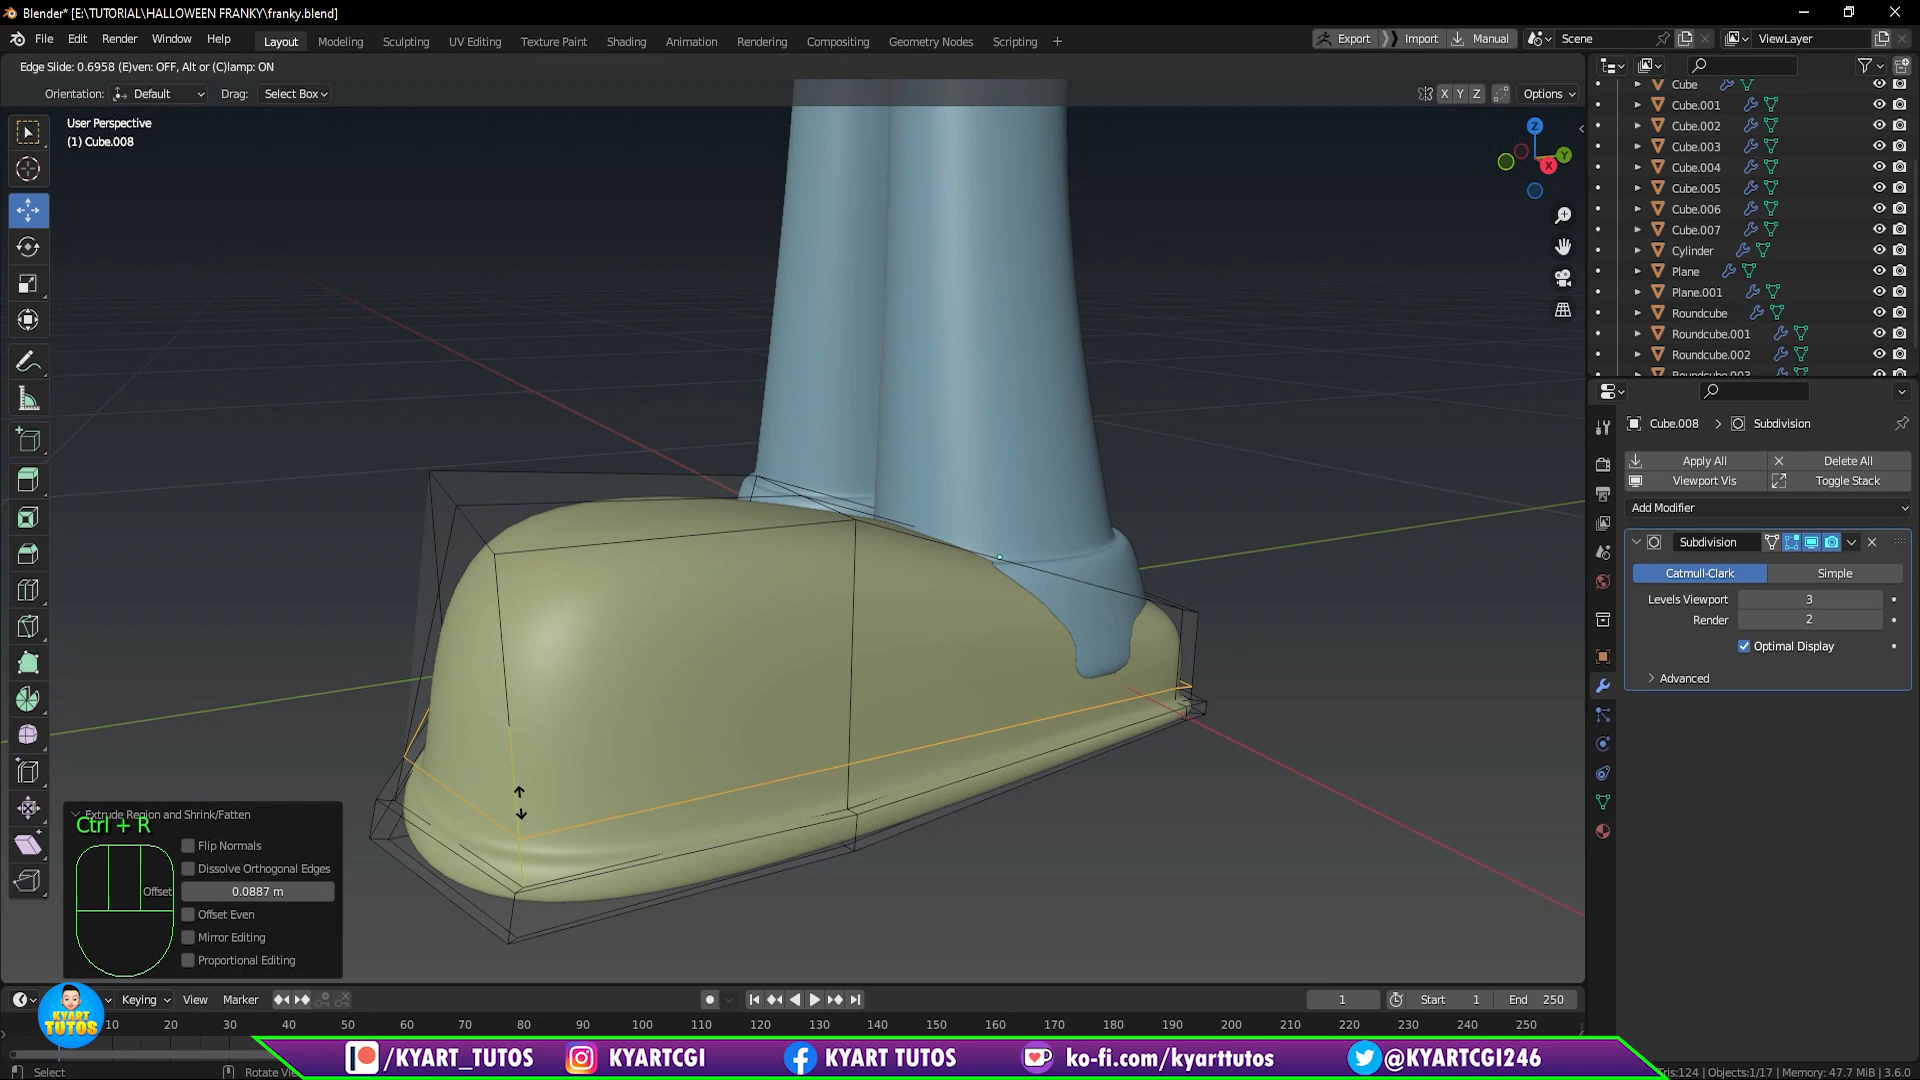 Blender* [E:\TUTORIAL\HALLOWEEN FRANKY\franky.blend]
File Edit Render Window Help Layout Modeling Sculpting UV Editing Texture Paint Shading Animation Rendering Compositing Geometry Nodes Scripting + Export Import Manual Scene ViewLayer
Edge Slide: 0.6958 (E)ven: OFF, Alt or (C)lamp: ON
Orientation: Default Drag: Select Box X Y Z Options
User Perspective
(1) Cube.008
Z
Y
X
Cube
Cube.001
Cube.002
Cube.003
Cube.004
Cube.005
Cube.006
Cube.007
Cylinder
Plane
Plane.001
Roundcube
Roundcube.001
Roundcube.002
Roundcube.003
Cube.008 > Subdivision
Apply All Delete All
Viewport Vis Toggle Stack
Add Modifier
Subdivision
Catmull-Clark Simple
Levels Viewport 3
Render 2
Optimal Display
Advanced
Extrude Region and Shrink/Fatten
Ctrl + R
Flip Normals
Dissolve Orthogonal Edges
Offset 0.0887 m
Offset Even
Mirror Editing
Proportional Editing
Keying View Marker 1 Start 1 End 250
KYART TUTOS
10 20 30 40 50 60 70 80 90 100 110 120 130 140 150 160 170 180 190 200 210 220 230 240 250
/KYART_TUTOS KYARTCGI KYART TUTOS ko-fi.com/kyarttutos @KYARTCGI246
Select Rotate Vi
Tris:124 | Objects:1/17 | Memory: 47.7 MiB | 3.6.0